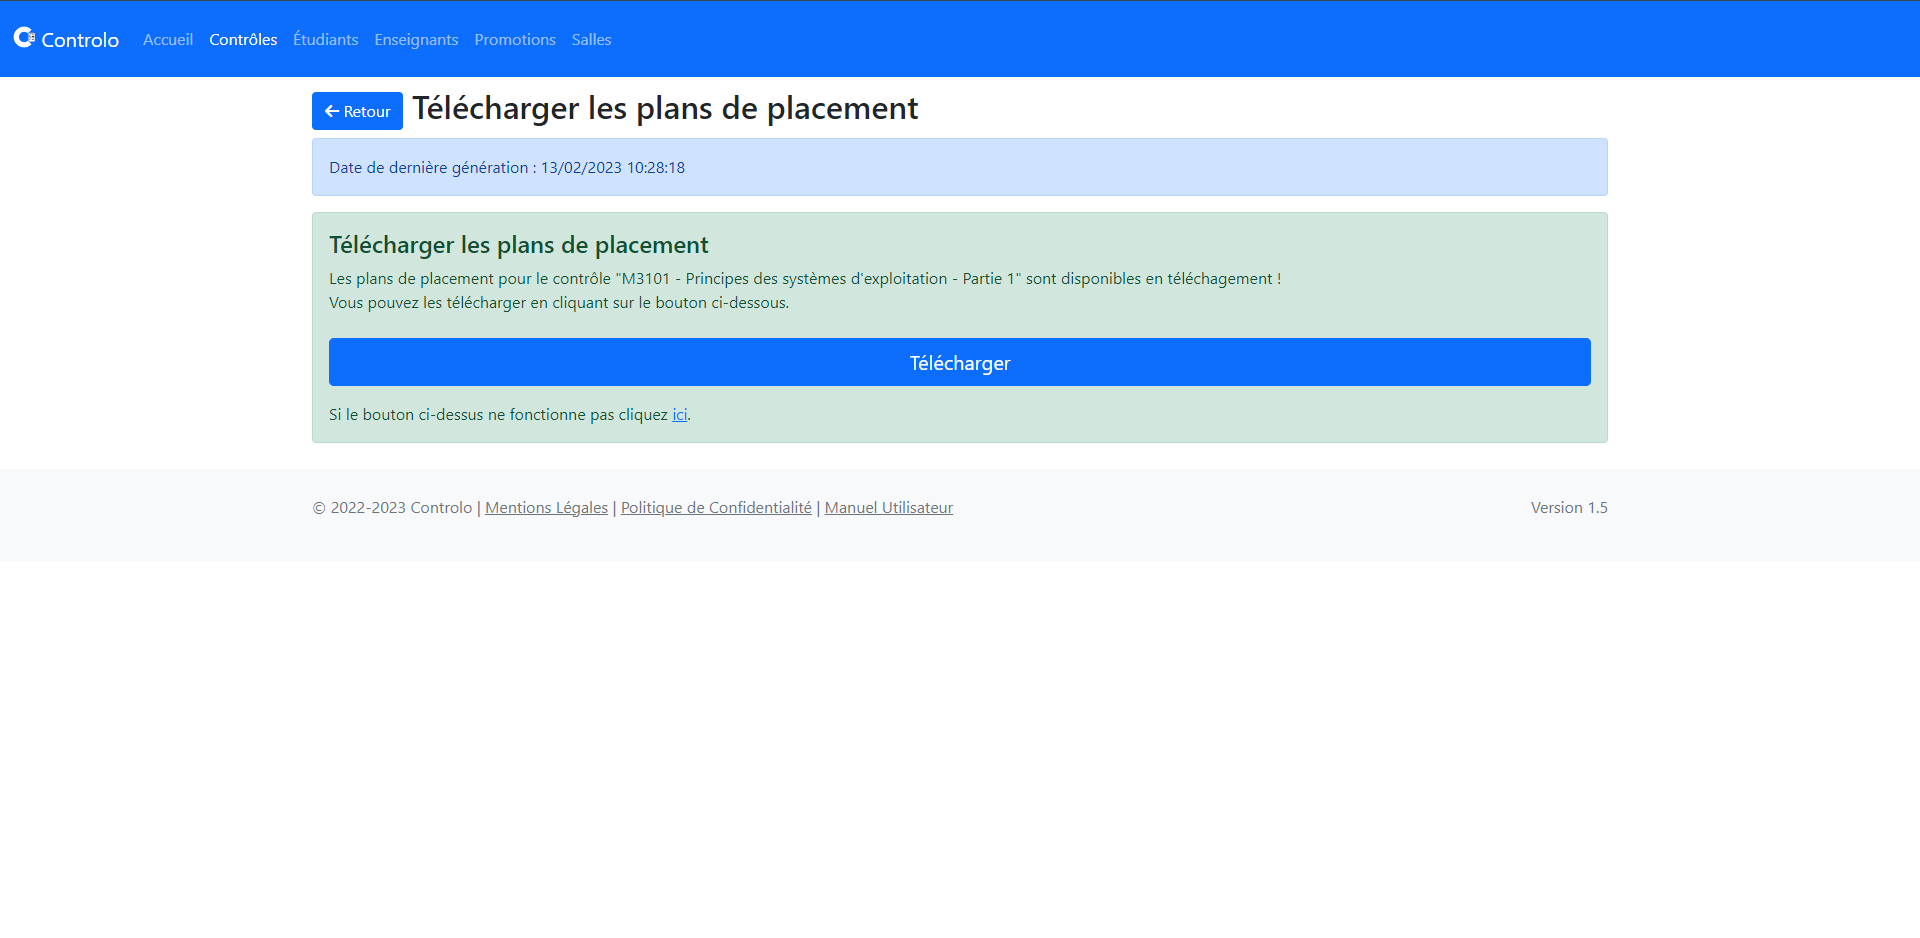 Controlo Accueil Contrôles Étudiants Enseignants Promotions Salles
Retour Télécharger les plans de placement
Date de dernière génération : 13/02/2023 10:28:18
Télécharger les plans de placement
Les plans de placement pour le contrôle "M3101 - Principes des systèmes d'exploitation - Partie 1" sont disponibles en téléchagement !
Vous pouvez les télécharger en cliquant sur le bouton ci-dessous.
Télécharger
Si le bouton ci-dessus ne fonctionne pas cliquez ici.
© 2022-2023 Controlo | Mentions Légales | Politique de Confidentialité | Manuel Utilisateur Version 1.5